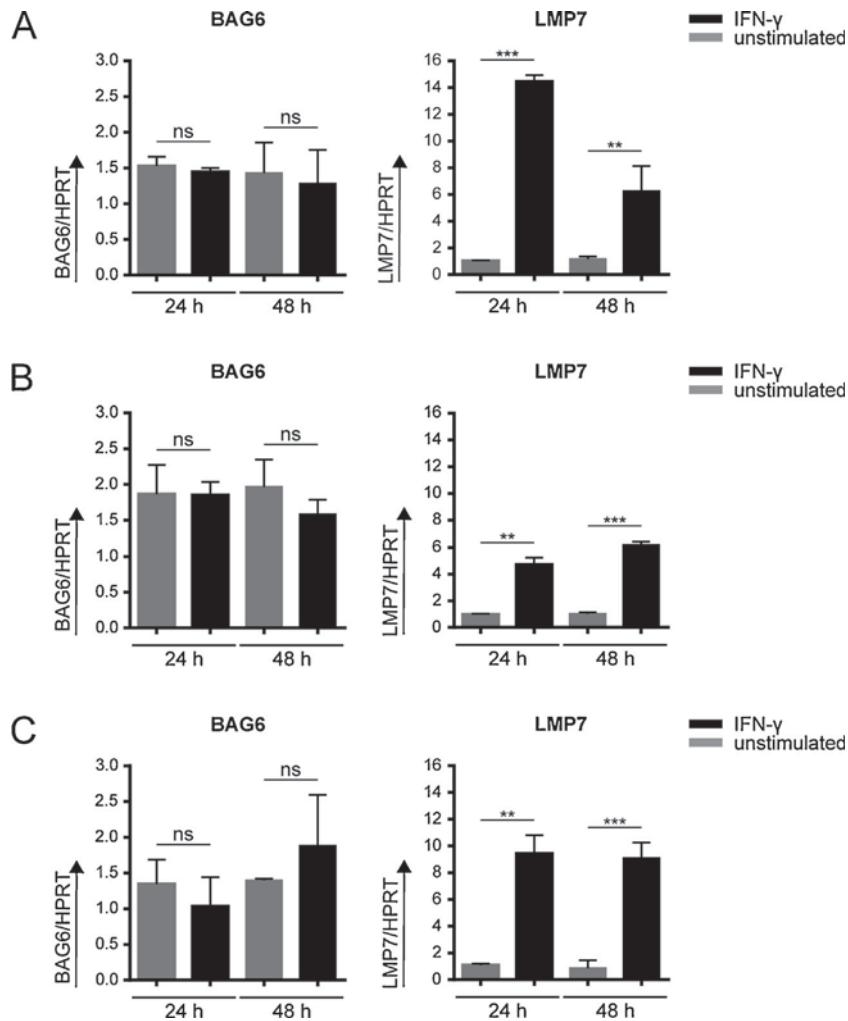 A
BAG6
LMP7
IFN-γ
unstimulated
BAG6/HPRT
3.0
2.5
2.0
1.5
1.0
0.5
0.0
ns
ns
24 h
48 h
LMP7/HPRT
16
14
12
10
8
6
4
2
0
***
**
24 h
48 h
B
BAG6
LMP7
IFN-γ
unstimulated
BAG6/HPRT
3.0
2.5
2.0
1.5
1.0
0.5
0.0
ns
ns
24 h
48 h
LMP7/HPRT
16
14
12
10
8
6
4
2
0
**
***
24 h
48 h
C
BAG6
LMP7
IFN-γ
unstimulated
BAG6/HPRT
3.0
2.5
2.0
1.5
1.0
0.5
0.0
ns
ns
24 h
48 h
LMP7/HPRT
16
14
12
10
8
6
4
2
0
**
***
24 h
48 h